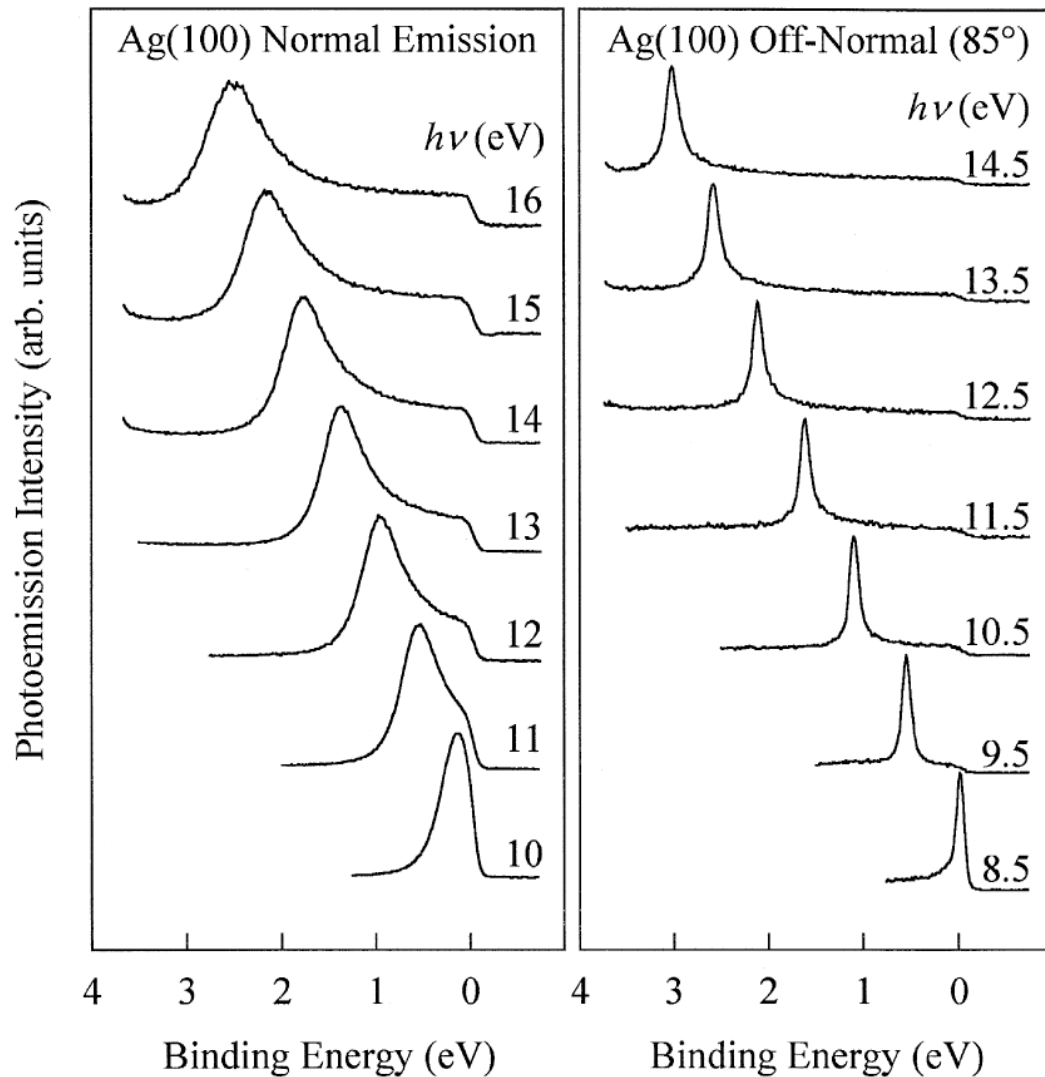 Ag(100) Normal Emission
hν (eV)
16
15
14
13
12
11
10
4 3 2 1 0
Binding Energy (eV)
Photoemission Intensity (arb. units)
Ag(100) Off-Normal (85°)
hν (eV)
14.5
13.5
12.5
11.5
10.5
9.5
8.5
4 3 2 1 0
Binding Energy (eV)